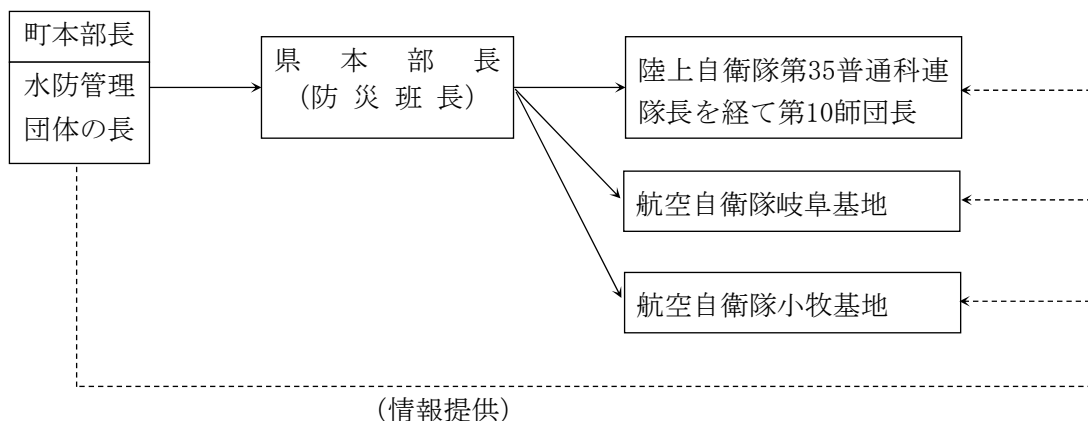 町本部長
水防管理
団体の長
県 本 部 長
(防 災 班 長)
陸上自衛隊第35普通科連
隊長を経て第10師団長
航空自衛隊岐阜基地
航空自衛隊小牧基地
(情報提供)